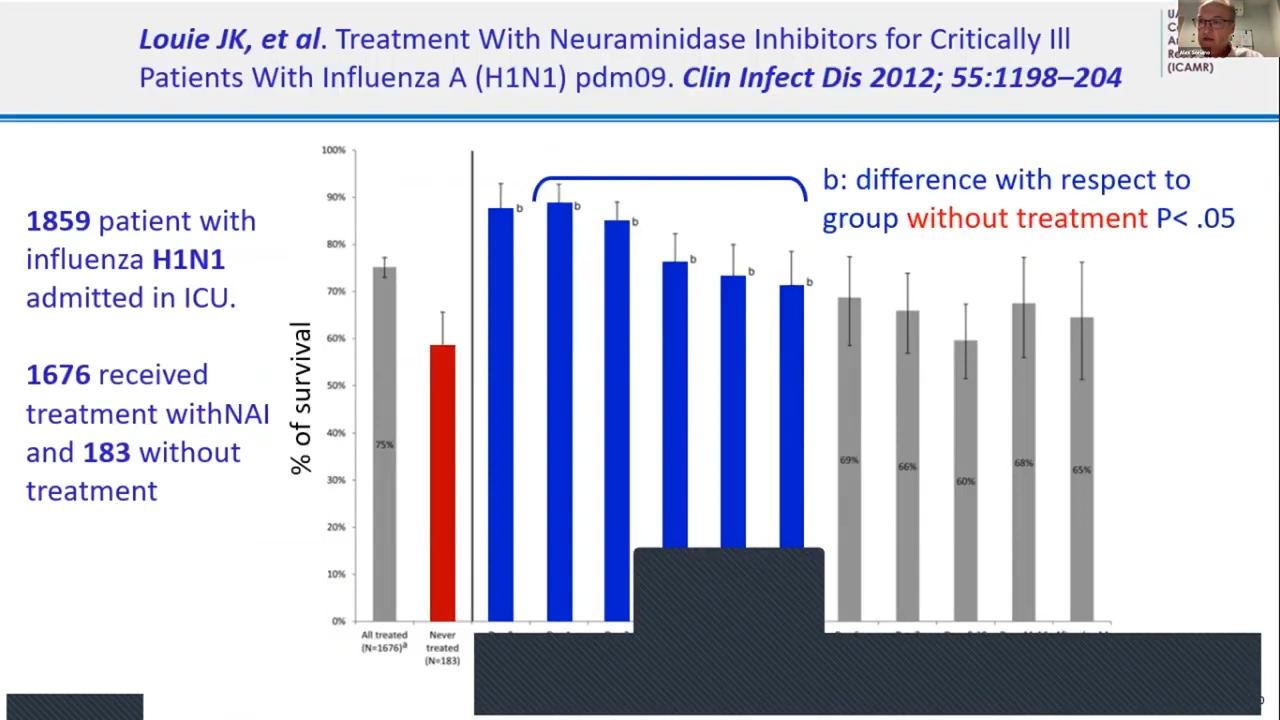 Louie JK, et al. Treatment With Neuraminidase Inhibitors for Critically Ill
Patients With Influenza A (H1N1) pdm09. Clin Infect Dis 2012; 55:1198–204
(ICAMR)
1859 patient with
influenza H1N1
admitted in ICU.
1676 received
treatment withNAI
and 183 without
treatment
% of survival
100%
90%
80%
70%
60%
50%
40%
30%
20%
10%
0%
b: difference with respect to
group without treatment P< .05
b
b
b
b
b
b
75%
69%
66%
60%
68%
65%
All treated
(N=1676)a
Never
treated
(N=183)